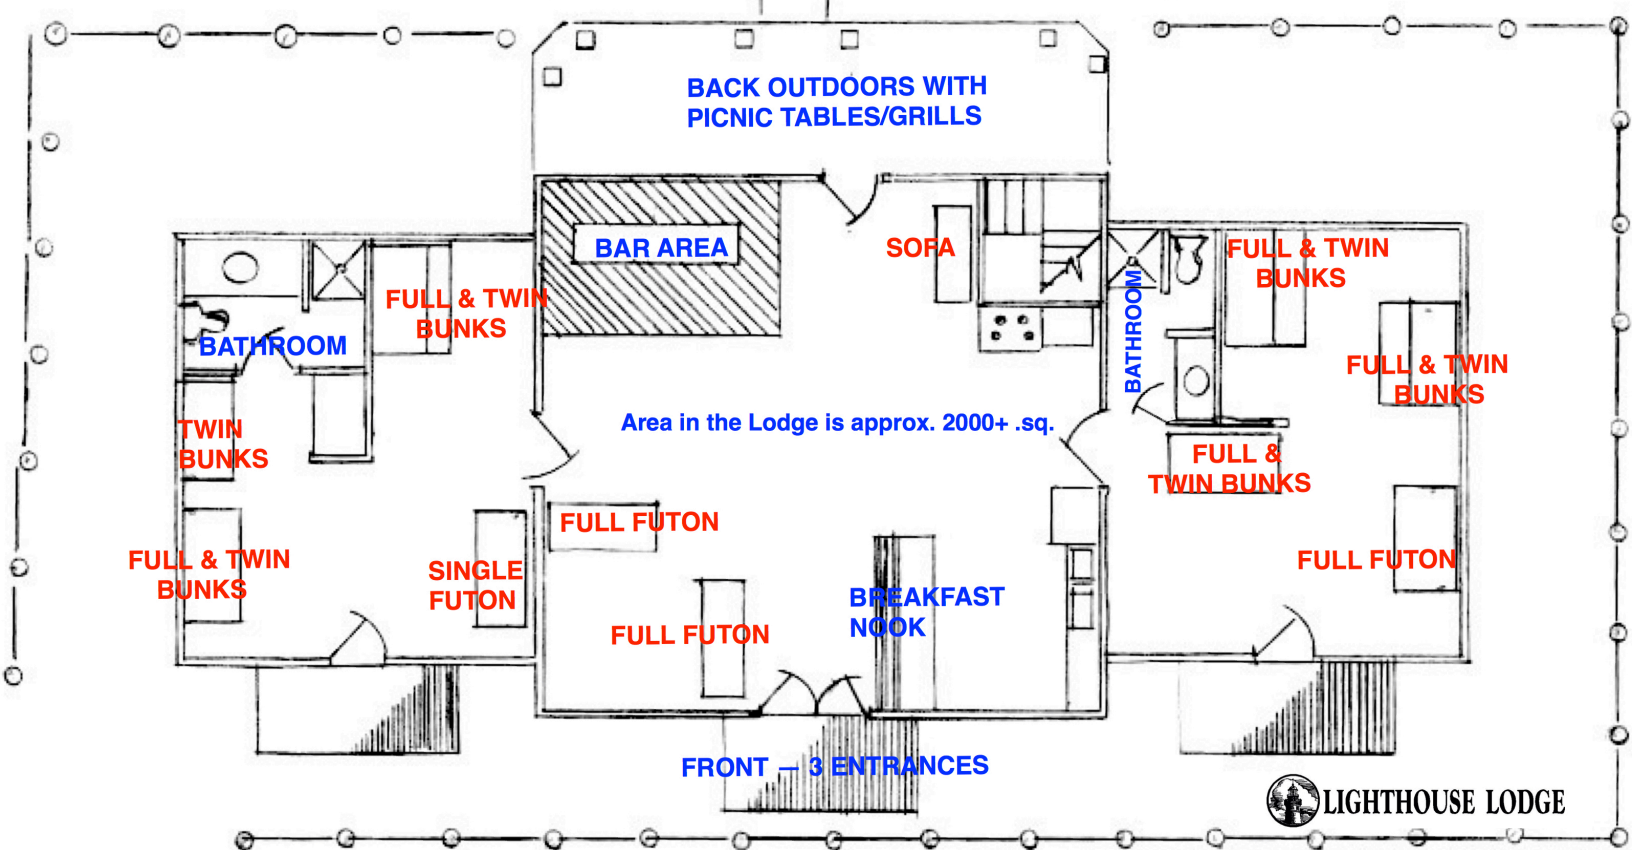 BACK OUTDOORS WITH
PICNIC TABLES/GRILLS
BAR AREA
SOFA
FULL & TWIN
BUNKS
FULL & TWIN
BUNKS
BATHROOM
BATHROOM
FULL & TWIN
BUNKS
TWIN
BUNKS
Area in the Lodge is approx. 2000+ .sq.
FULL &
TWIN BUNKS
FULL FUTON
FULL & TWIN
BUNKS
SINGLE
FUTON
FULL FUTON
BREAKFAST
NOOK
FULL FUTON
FRONT — 3 ENTRANCES
LIGHTHOUSE LODGE